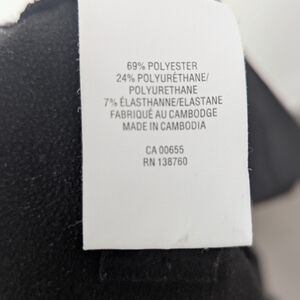 69% POLYESTER
24% POLYURÉTHANE/
POLYURETHANE
7% ÉLASTHANNE/ELASTANE
FABRIQUÉ AU CAMBODGE
MADE IN CAMBODIA
CA 00655
RN 138760